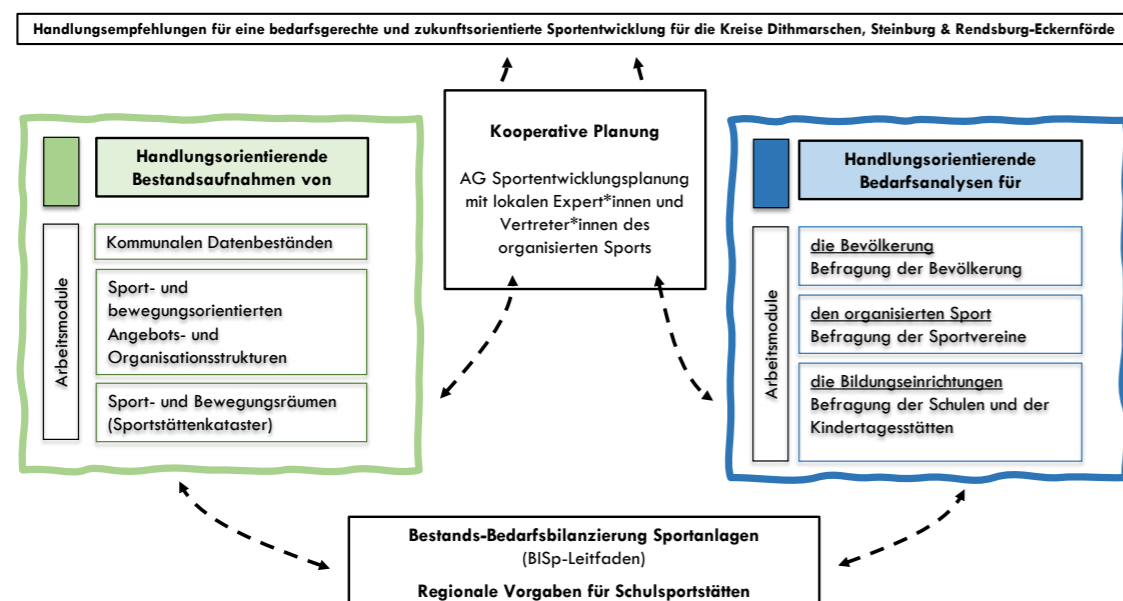 Handlungsempfehlungen für eine bedarfsgerechte und zukunftsorientierte Sportentwicklung für die Kreise Dithmarschen, Steinburg & Rendsburg-Eckernförde
Kooperative Planung
AG Sportentwicklungsplanung
mit lokalen Expert*innen und
Vertreter*innen des
organisierten Sports
Handlungsorientierende
Bestandsaufnahmen von
Arbeitsmodule
Kommunalen Datenbeständen
Sport- und
bewegungsorientierten
Angebots- und
Organisationsstrukturen
Sport- und Bewegungsräumen
(Sportstättenkataster)
Handlungsorientierende
Bedarfsanalysen für
Arbeitsmodule
die Bevölkerung
Befragung der Bevölkerung
den organisierten Sport
Befragung der Sportvereine
die Bildungseinrichtungen
Befragung der Schulen und der
Kindertagesstätten
Bestands-Bedarfsbilanzierung Sportanlagen
(BISp-Leitfaden)
Regionale Vorgaben für Schulsportstätten